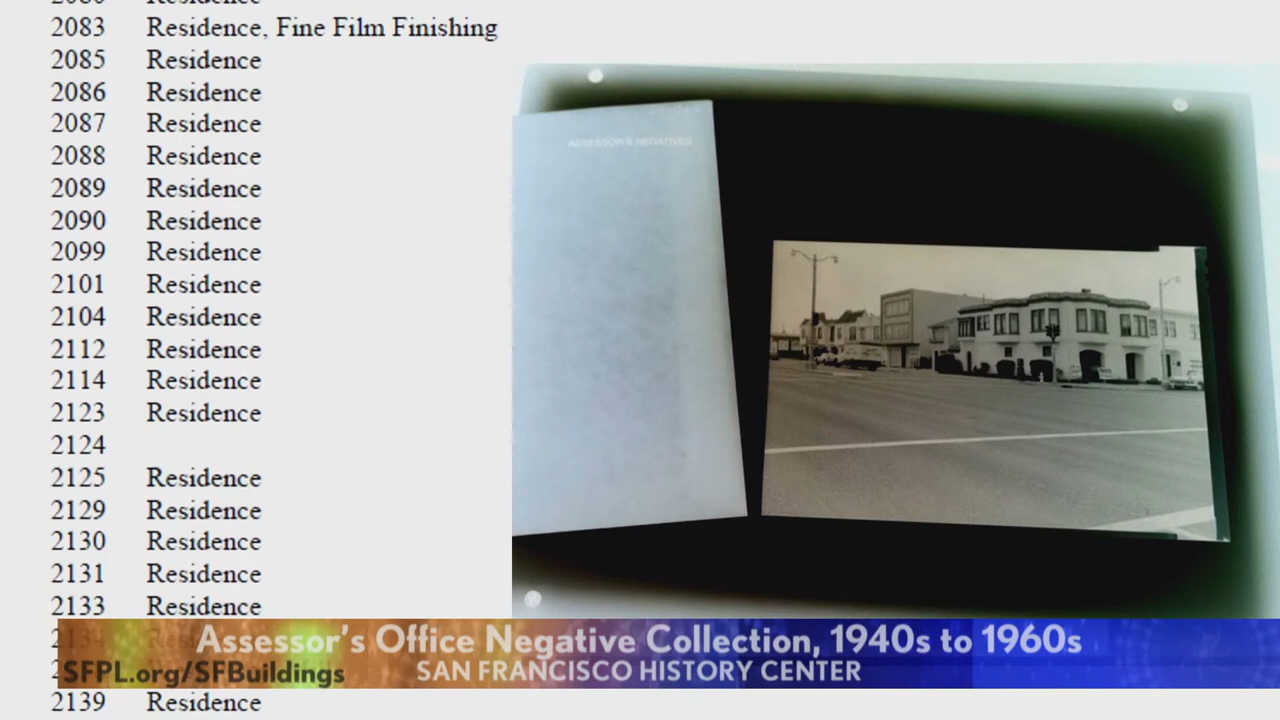 2083 Residence, Fine Film Finishing
2085 Residence
2086 Residence
2087 Residence
2088 Residence
2089 Residence
2090 Residence
2099 Residence
2101 Residence
2104 Residence
2112 Residence
2114 Residence
2123 Residence
2124
2125 Residence
2129 Residence
2130 Residence
2131 Residence
2133 Residence
2139 Residence
ASSESSOR'S NEGATIVES
Assessor's Office Negative Collection, 1940s to 1960s
SFPL.org/SFBuildings
SAN FRANCISCO HISTORY CENTER